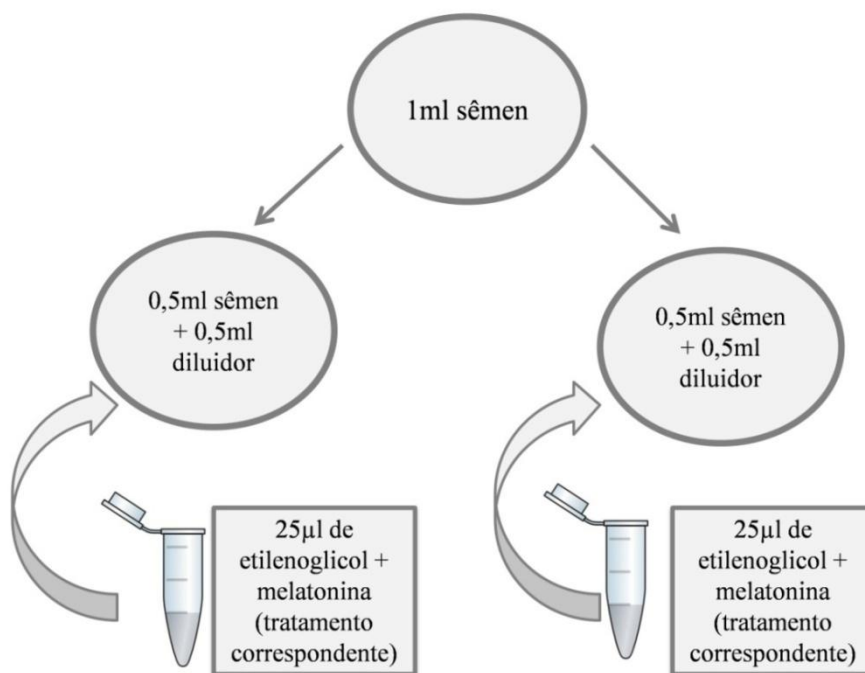 1ml sêmen
0,5ml sêmen
+ 0,5ml
diluidor
0,5ml sêmen
+ 0,5ml
diluidor
25µl de
etilenoglicol +
melatonina
(tratamento
correspondente)
25µl de
etilenoglicol +
melatonina
(tratamento
correspondente)